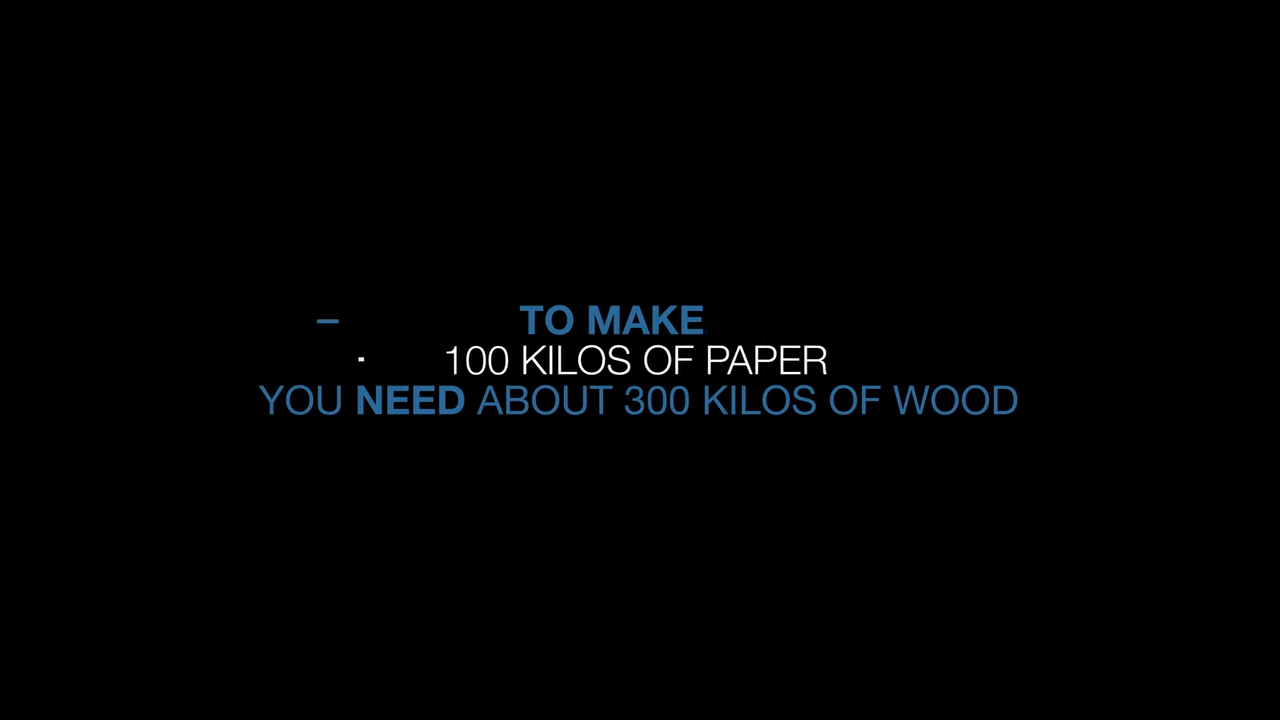 – TO MAKE
. 100 KILOS OF PAPER
YOU NEED ABOUT 300 KILOS OF WOOD